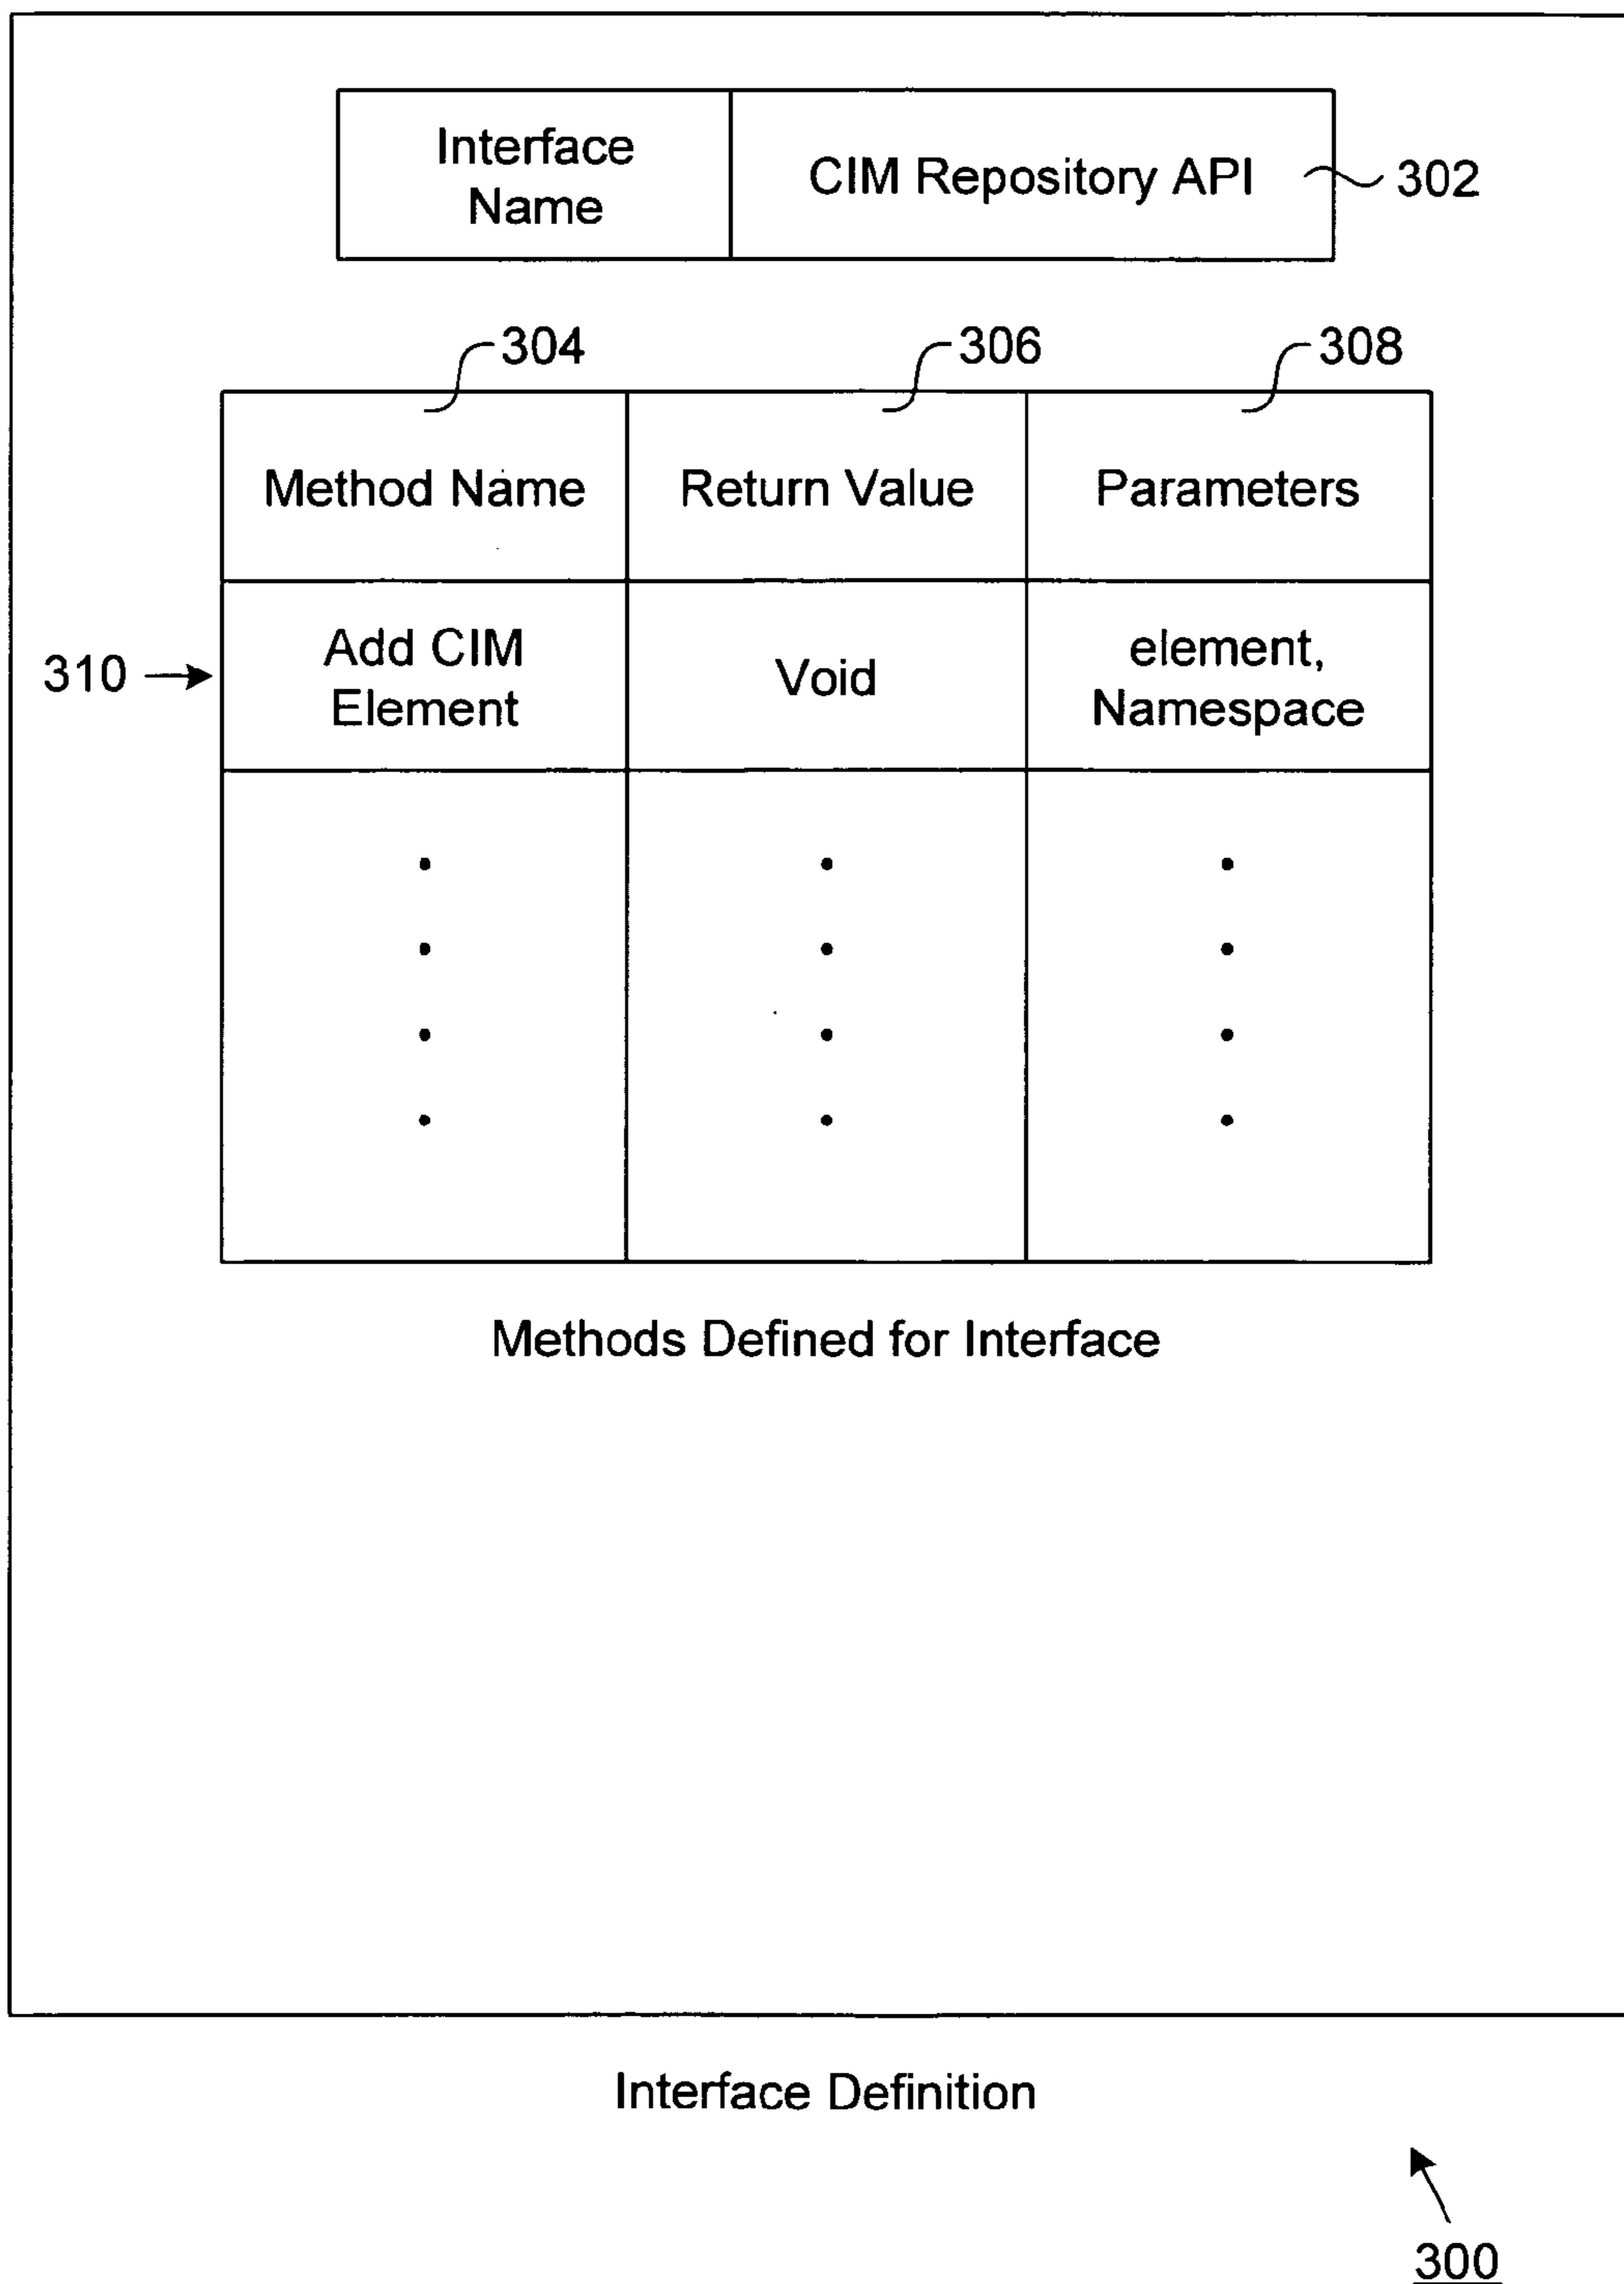 Interface
Name
CIM Repository API
302
304
306
308
Method Name
Return Value
Parameters
310
Add CIM
Element
Void
element,
Namespace
Methods Defined for Interface
Interface Definition
300